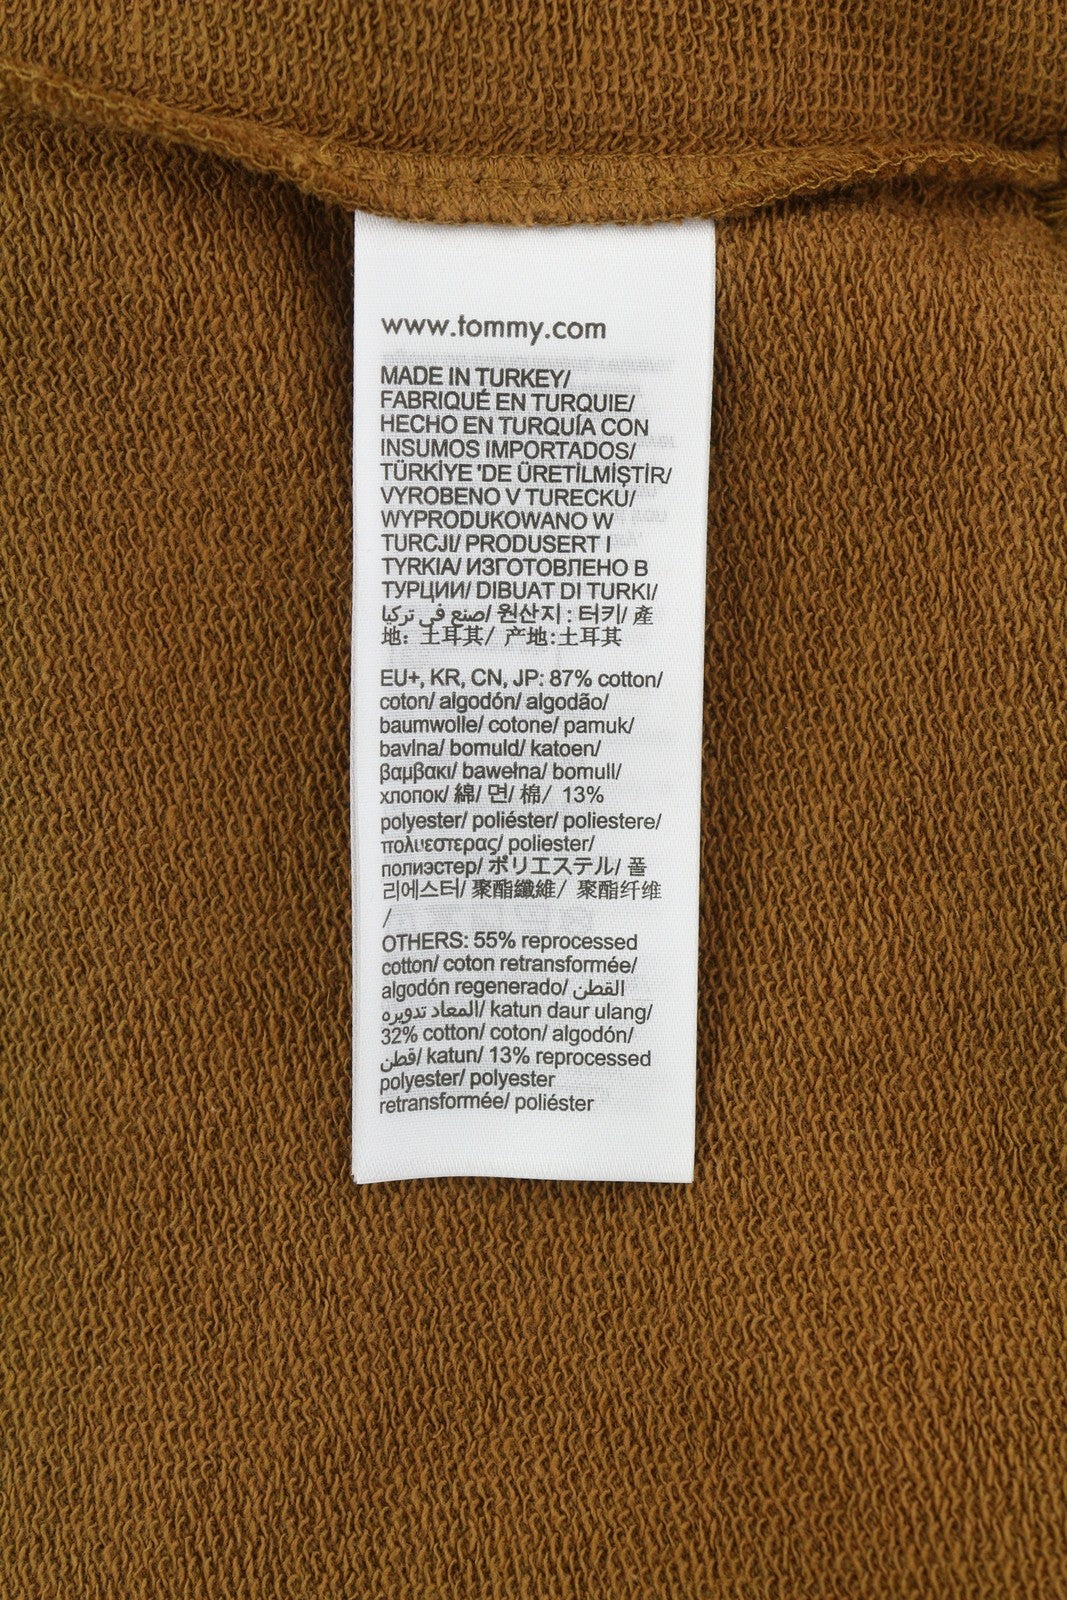 www.tommy.com
MADE IN TURKEY/
FABRIQUÉ EN TURQUIE/
HECHO EN TURQUÍA CON
INSUMOS IMPORTADOS/
TÜRKİYE 'DE ÜRETİLMİŞTİR/
VYROBENO V TURECKU/
WYPRODUKOWANO W
TURCJI/ PRODUSERT I
TYRKIA/ ИЗГОТОВЛЕНО В
ТУРЦИИ/ DIBUAT DI TURKI/
صنع في تركيا/ 원산지 : 터키/ 產
地: 土耳其/ 产地:土耳其
EU+, KR, CN, JP: 87% cotton/
coton/ algodón/ algodão/
baumwolle/ cotone/ pamuk/
bavlna/ bomuld/ katoen/
βαμβακι/ bawełna/ bomull/
хлопок/ 綿/ 면/ 棉/ 13%
polyester/ poliéster/ poliestere/
πολυεστερας/ poliester/
полиэстер/ ポリエステル/ 폴
리에스터/ 聚酯纖維/ 聚酯纤维
/
OTHERS: 55% reprocessed
cotton/ coton retransformée/
algodón regenerado/ القطن
المعاد تدويره/ katun daur ulang/
32% cotton/ coton/ algodón/
قطن/ katun/ 13% reprocessed
polyester/ polyester
retransformée/ poliéster